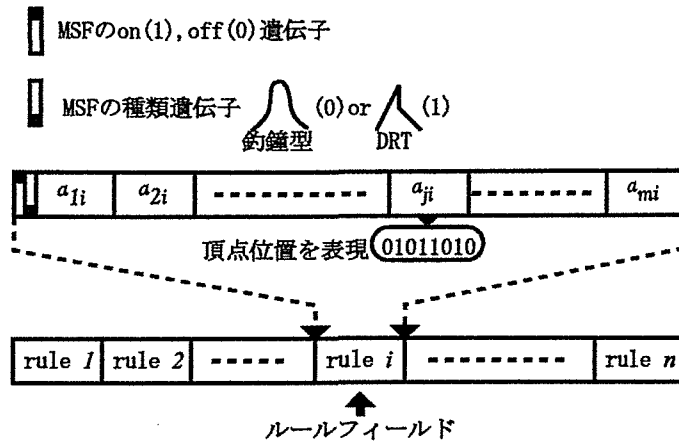 MSFのon(1),off(0)遺伝子
MSFの種類遺伝子 (0)or (1)
釣鐘型 DRT
a1i a2i aji ami
頂点位置を表現 01011010
rule 1 rule 2 rule i rule n
ルールフィールド